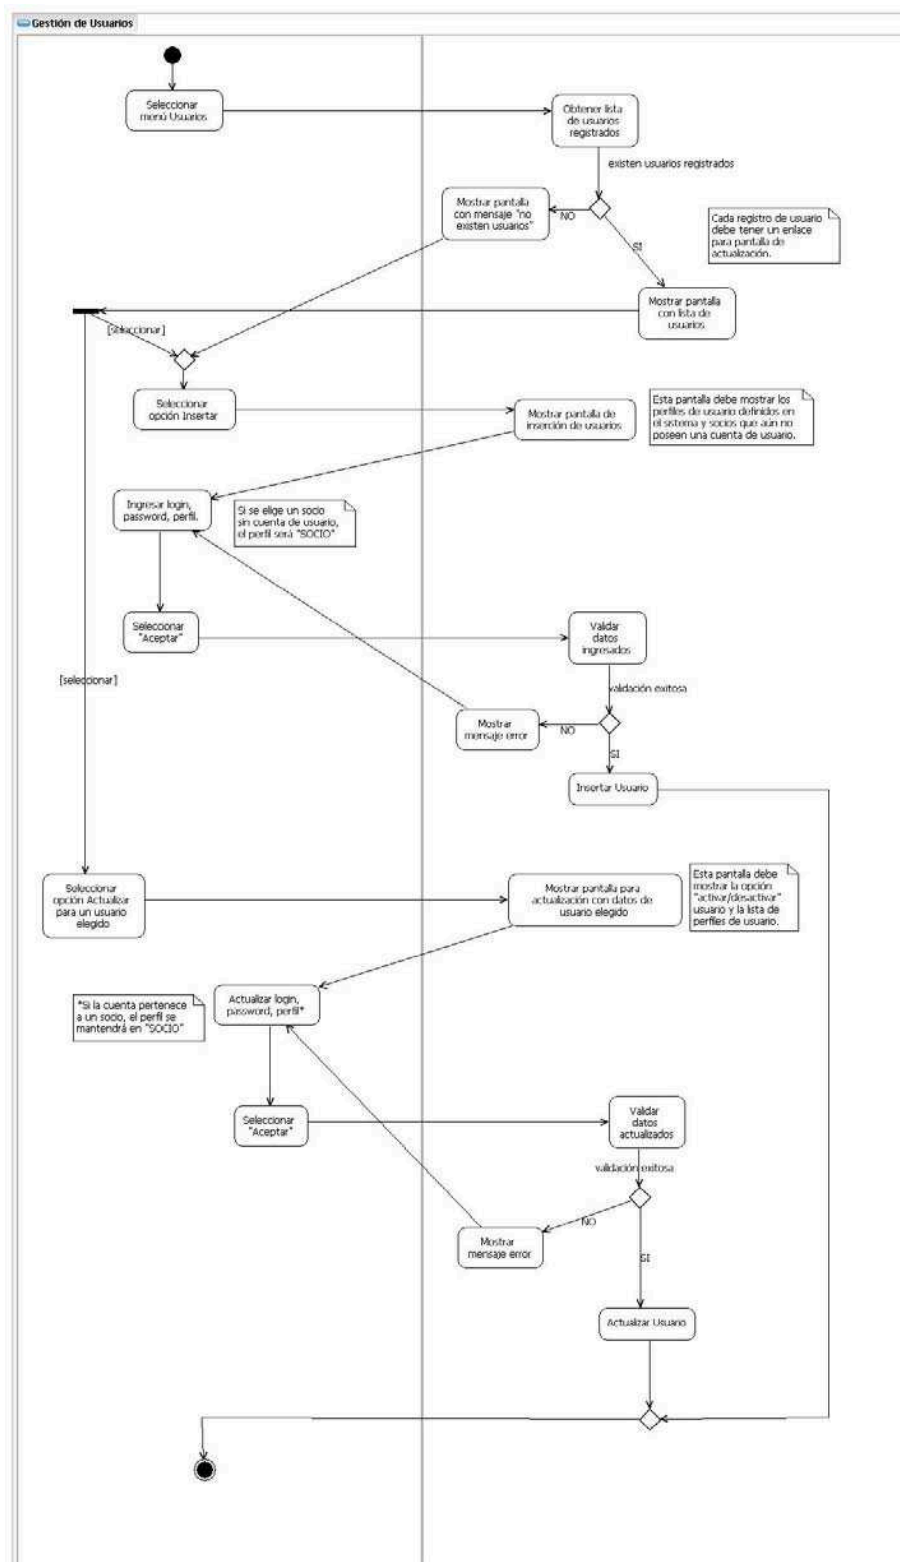 Gestión de Usuarios
Seleccionar
menú Usuarios
Obtener lista
de usuarios
registrados
existen usuarios registrados
Mostrar pantalla
con mensaje "no
existen usuarios"
NO
Cada registro de usuario
debe tener un enlace
para pantalla de
actualización.
SI
Mostrar pantalla
con lista de
usuarios
[seleccionar]
Seleccionar
opción Insertar
Mostrar pantalla de
inserción de usuarios
Esta pantalla debe mostrar los
perfiles de usuario definidos en
el sistema y socios que aún no
poseen una cuenta de usuario.
Ingresar login,
password, perfil.
Si se elige un socio
sin cuenta de usuario,
el perfil será "SOCIO"
Seleccionar
"Aceptar"
Validar
datos
ingresados
[seleccionar]
validación exitosa
Mostrar
mensaje error
NO
SI
Insertar Usuario
Seleccionar
opción Actualizar
para un usuario
elegido
Mostrar pantalla para
actualización con datos de
usuario elegido
Esta pantalla debe
mostrar la opción
"activar/desactivar"
usuario y la lista de
perfiles de usuario.
*Si la cuenta pertenece
a un socio, el perfil se
mantendrá en "SOCIO"
Actualizar login,
password, perfil*
Seleccionar
"Aceptar"
Validar
datos
actualizados
validación exitosa
NO
Mostrar
mensaje error
SI
Actualizar Usuario